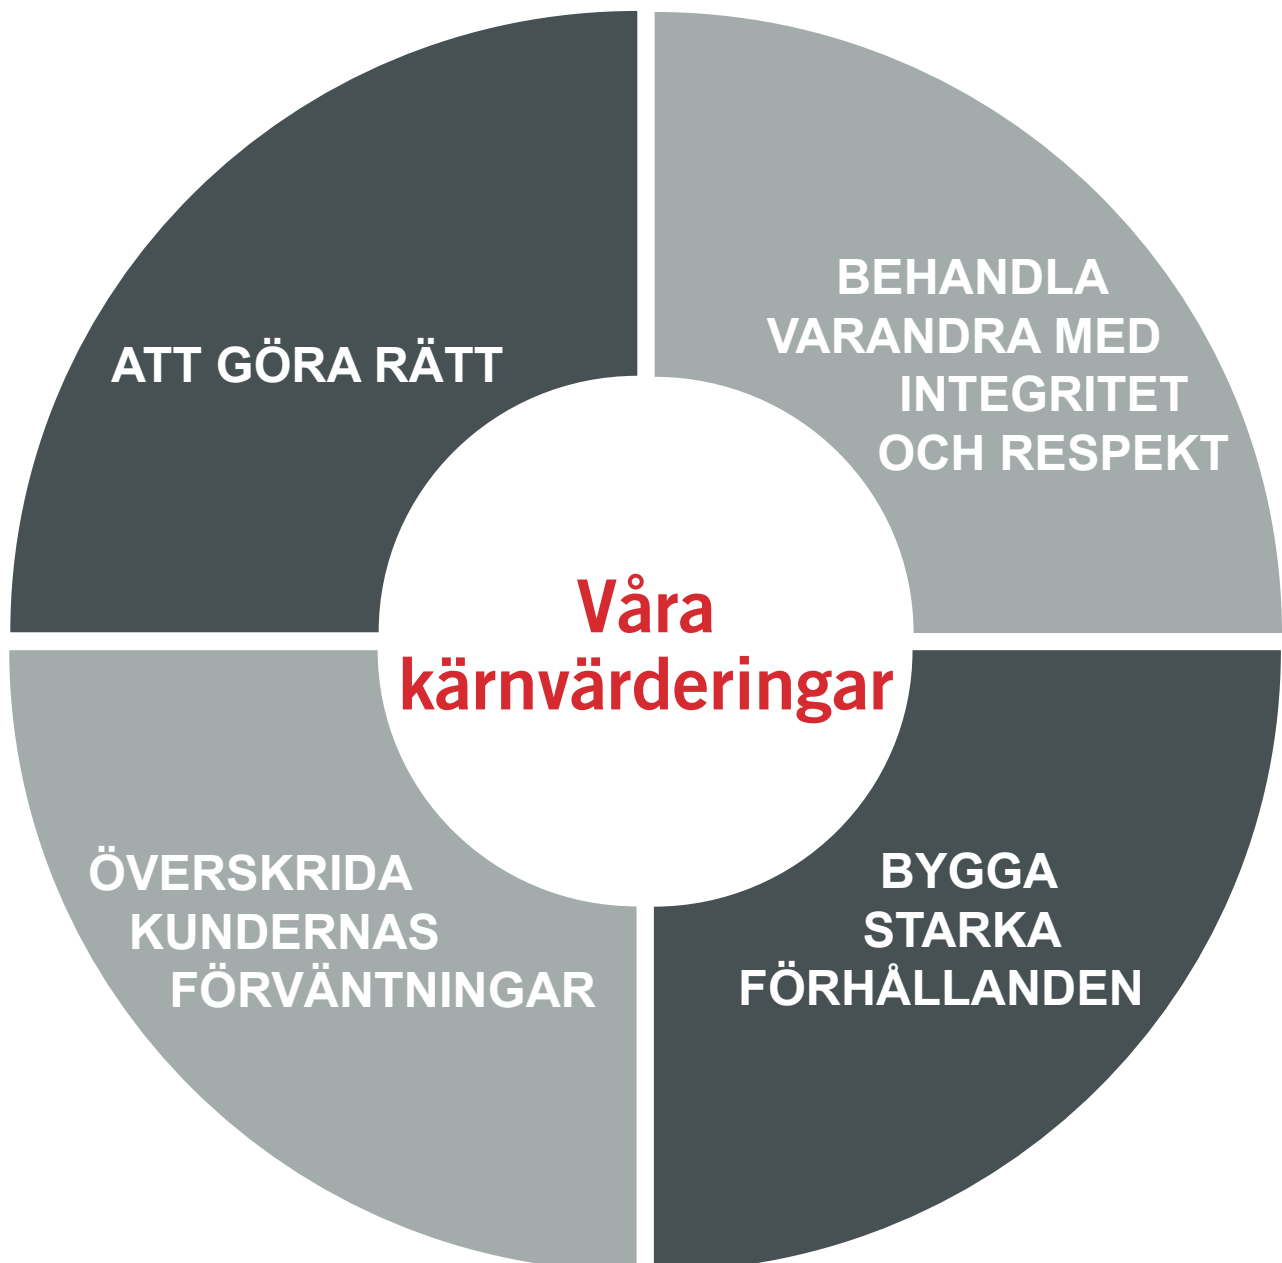 ATT GÖRA RÄTT
BEHANDLA
VARANDRA MED
INTEGRITET
OCH RESPEKT
Våra
kärnvärderingar
ÖVERSKRIDA
KUNDERNAS
FÖRVÄNTNINGAR
BYGGA
STARKA
FÖRHÅLLANDEN